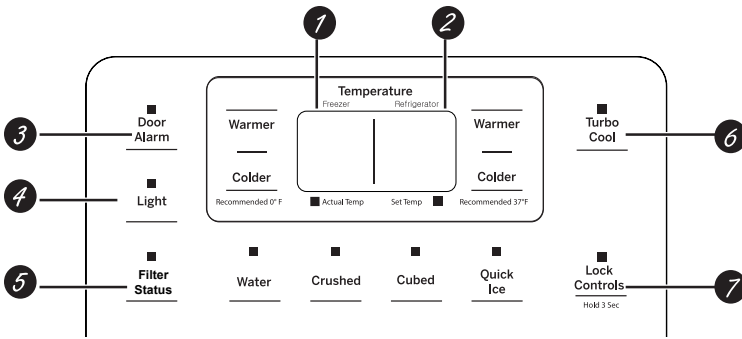 1
2
Temperature
Freezer
Refrigerator
3
Door
Alarm
Warmer
Warmer
Turbo
Cool
6
Colder
Colder
4
Light
Recommended 0° F
Actual Temp
Set Temp
Recommended 37°F
5
Filter
Status
Water
Crushed
Cubed
Quick
Ice
Lock
Controls
Hold 3 Sec
7